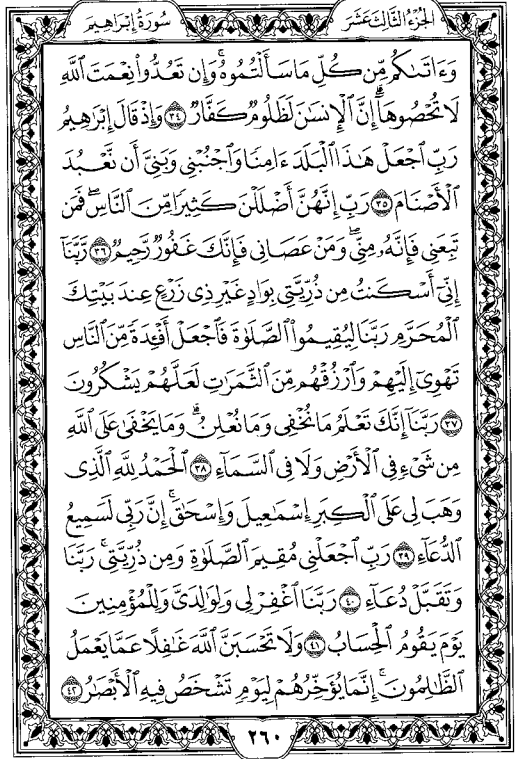 الجزء الثالث عشر
سورة إبراهيم
وَءَاتَىٰكُم مِّن كُلِّ مَا سَأَلْتُمُوهُ ۚ وَإِن تَعُدُّوا۟ نِعْمَتَ ٱللَّهِ
لَا تُحْصُوهَآ ۗ إِنَّ ٱلْإِنسَٰنَ لَظَلُومٌ كَفَّارٌ ٣٤ وَإِذْ قَالَ إِبْرَٰهِيمُ
رَبِّ ٱجْعَلْ هَٰذَا ٱلْبَلَدَ ءَامِنًا وَٱجْنُبْنِى وَبَنِىَّ أَن نَّعْبُدَ
ٱلْأَصْنَامَ ٣٥ رَبِّ إِنَّهُنَّ أَضْلَلْنَ كَثِيرًا مِّنَ ٱلنَّاسِ ۖ فَمَن
تَبِعَنِى فَإِنَّهُۥ مِنِّى ۖ وَمَنْ عَصَانِى فَإِنَّكَ غَفُورٌ رَّحِيمٌ ٣٦ رَّبَّنَآ
إِنِّىٓ أَسْكَنتُ مِن ذُرِّيَّتِى بِوَادٍ غَيْرِ ذِى زَرْعٍ عِندَ بَيْتِكَ
ٱلْمُحَرَّمِ رَبَّنَا لِيُقِيمُوا۟ ٱلصَّلَوٰةَ فَٱجْعَلْ أَفْـِٔدَةً مِّنَ ٱلنَّاسِ
تَهْوِىٓ إِلَيْهِمْ وَٱرْزُقْهُم مِّنَ ٱلثَّمَرَٰتِ لَعَلَّهُمْ يَشْكُرُونَ
٣٧ رَبَّنَآ إِنَّكَ تَعْلَمُ مَا نُخْفِى وَمَا نُعْلِنُ ۗ وَمَا يَخْفَىٰ عَلَى ٱللَّهِ
مِن شَىْءٍ فِى ٱلْأَرْضِ وَلَا فِى ٱلسَّمَآءِ ٣٨ ٱلْحَمْدُ لِلَّهِ ٱلَّذِى
وَهَبَ لِى عَلَى ٱلْكِبَرِ إِسْمَٰعِيلَ وَإِسْحَٰقَ ۚ إِنَّ رَبِّى لَسَمِيعُ
ٱلدُّعَآءِ ٣٩ رَبِّ ٱجْعَلْنِى مُقِيمَ ٱلصَّلَوٰةِ وَمِن ذُرِّيَّتِى ۚ رَبَّنَا
وَتَقَبَّلْ دُعَآءِ ٤٠ رَبَّنَا ٱغْفِرْ لِى وَلِوَٰلِدَىَّ وَلِلْمُؤْمِنِينَ
يَوْمَ يَقُومُ ٱلْحِسَابُ ٤١ وَلَا تَحْسَبَنَّ ٱللَّهَ غَٰفِلًا عَمَّا يَعْمَلُ
ٱلظَّٰلِمُونَ ۚ إِنَّمَا يُؤَخِّرُهُمْ لِيَوْمٍ تَشْخَصُ فِيهِ ٱلْأَبْصَٰرُ ٤٢
٢٦٠